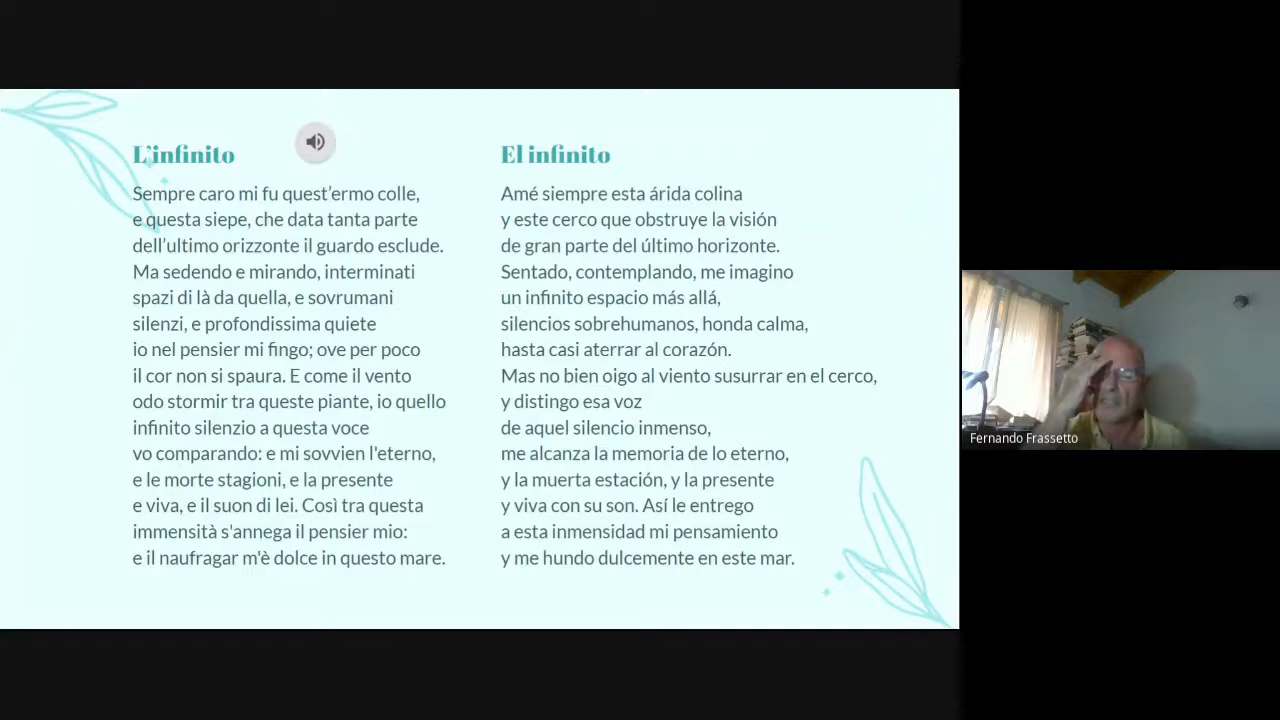 L'infinito
Sempre caro mi fu quest’ermo colle,
e questa siepe, che data tanta parte
dell’ultimo orizzonte il guardo esclude.
Ma sedendo e mirando, interminati
spazi di là da quella, e sovrumani
silenzi, e profondissima quiete
io nel pensier mi fingo; ove per poco
il cor non si spaura. E come il vento
odo stormir tra queste piante, io quello
infinito silenzio a questa voce
vo comparando: e mi sovvien l'eterno,
e le morte stagioni, e la presente
e viva, e il suon di lei. Così tra questa
immensità s'annega il pensier mio:
e il naufragar m'è dolce in questo mare.
El infinito
Amé siempre esta árida colina
y este cerco que obstruye la visión
de gran parte del último horizonte.
Sentado, contemplando, me imagino
un infinito espacio más allá,
silencios sobrehumanos, honda calma,
hasta casi aterrar al corazón.
Mas no bien oigo al viento susurrar en el cerco,
y distingo esa voz
de aquel silencio inmenso,
me alcanza la memoria de lo eterno,
y la muerta estación, y la presente
y viva con su son. Así le entrego
a esta inmensidad mi pensamiento
y me hundo dulcemente en este mar.
Fernando Frassetto